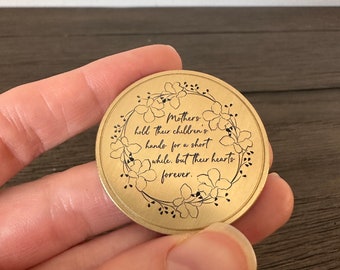 Mothers
hold their children's
hands for a short
while, but their hearts
forever.